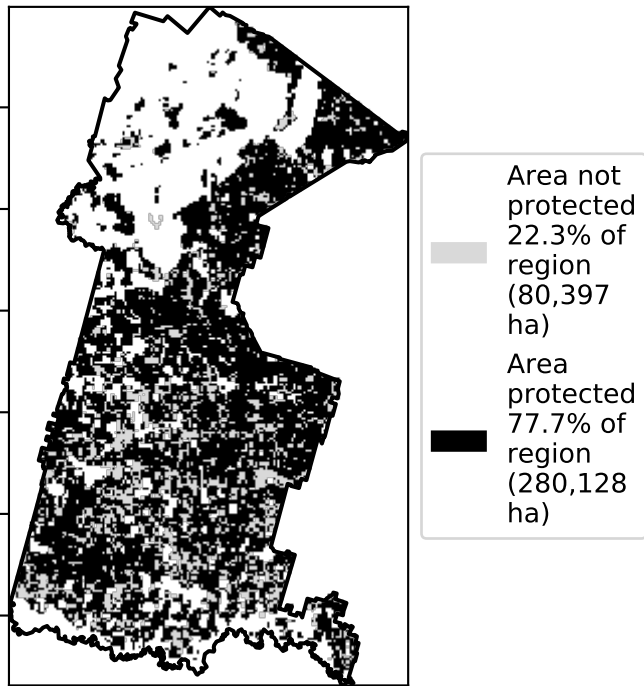 Area not
protected
22.3% of
region
(80,397
ha)
Area
protected
77.7% of
region
(280,128
ha)